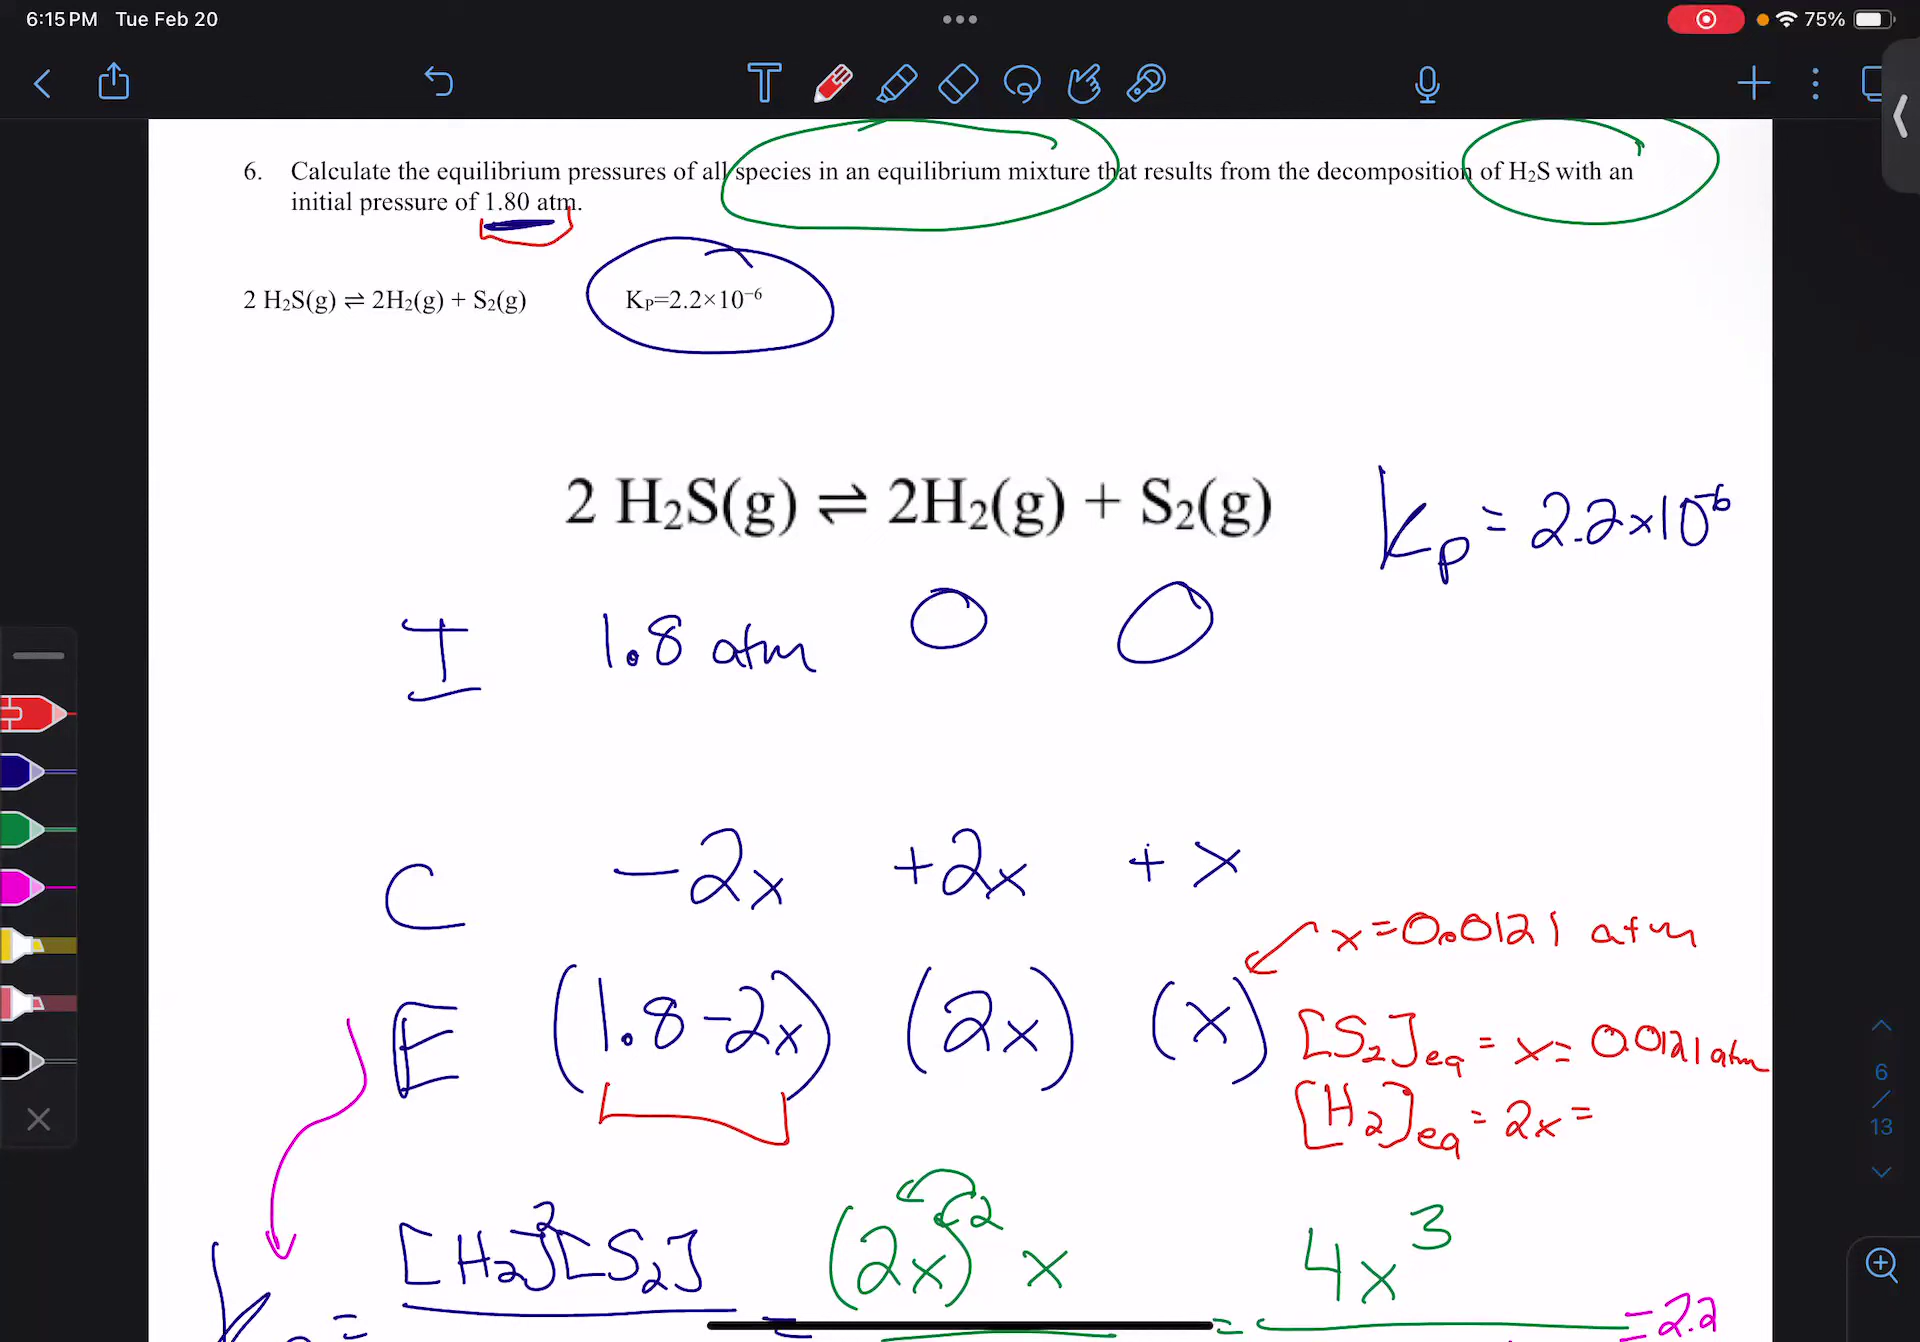 6:15 PM Tue Feb 20
75%
6. Calculate the equilibrium pressures of all species in an equilibrium mixture that results from the decomposition of H₂S with an
initial pressure of 1.80 atm.
2 H₂S(g) ⇌ 2H₂(g) + S₂(g) Kₚ=2.2×10⁻⁶
2 H₂S(g) ⇌ 2H₂(g) + S₂(g) Kp = 2.2×10⁻⁶
I 1.8 atm 0 0
C -2x +2x + x
x = 0.0121 atm
E (1.8-2x) (2x) (x)
[S₂]eq = x = 0.0121 atm
[H₂]eq = 2x =
6
/
13
[H₂]²[S₂] (2x)² x 4x³
K = = = = 2.2